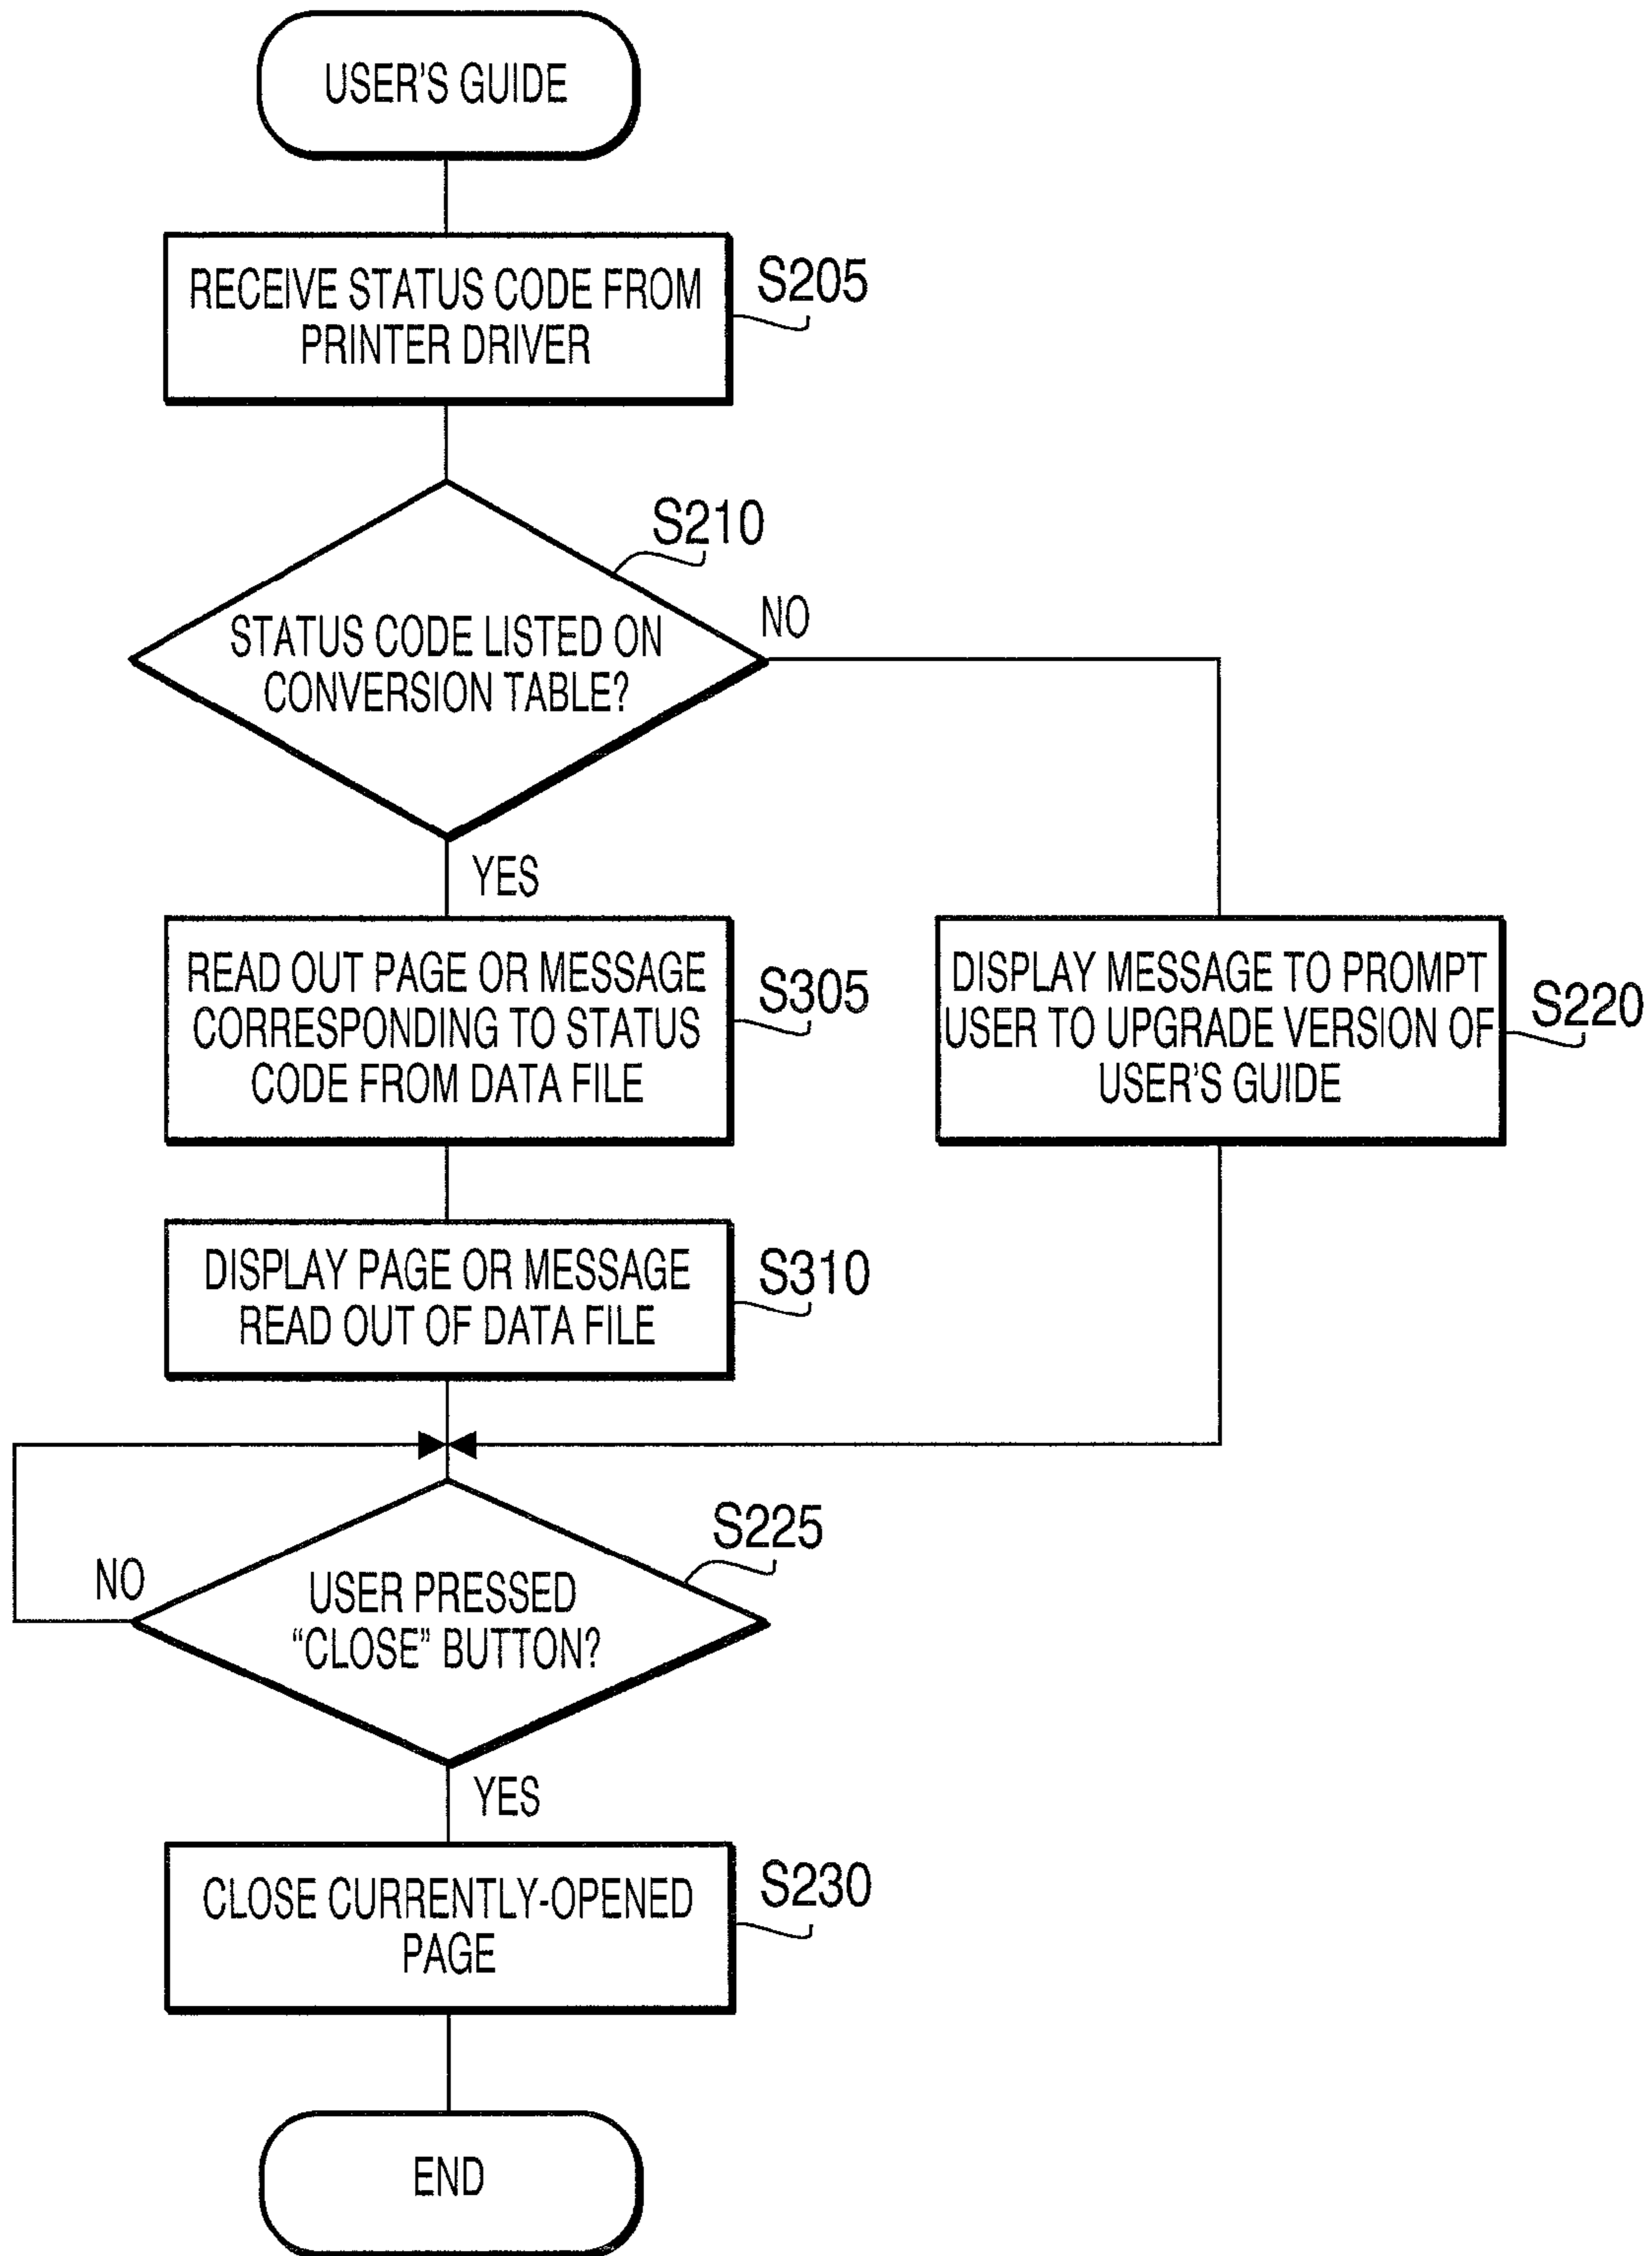 USER'S GUIDE
RECEIVE STATUS CODE FROM
PRINTER DRIVER
S205
S210
STATUS CODE LISTED ON
CONVERSION TABLE?
NO
YES
READ OUT PAGE OR MESSAGE
CORRESPONDING TO STATUS
CODE FROM DATA FILE
S305
DISPLAY MESSAGE TO PROMPT
USER TO UPGRADE VERSION OF
USER'S GUIDE
S220
DISPLAY PAGE OR MESSAGE
READ OUT OF DATA FILE
S310
S225
NO
USER PRESSED
“CLOSE” BUTTON?
YES
CLOSE CURRENTLY-OPENED
PAGE
S230
END